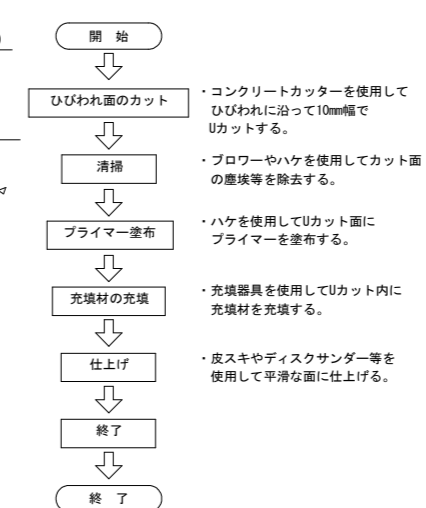 開　始
ひびわれ面のカット
・コンクリートカッターを使用して
ひびわれに沿って10mm幅で
Uカットする。
清掃
・ブロワーやハケを使用してカット面
の塵埃等を除去する。
プライマー塗布
・ハケを使用してUカット面に
プライマーを塗布する。
充填材の充填
・充填器具を使用してUカット内に
充填材を充填する。
仕上げ
・皮スキやディスクサンダー等を
使用して平滑な面に仕上げる。
終了
終　了